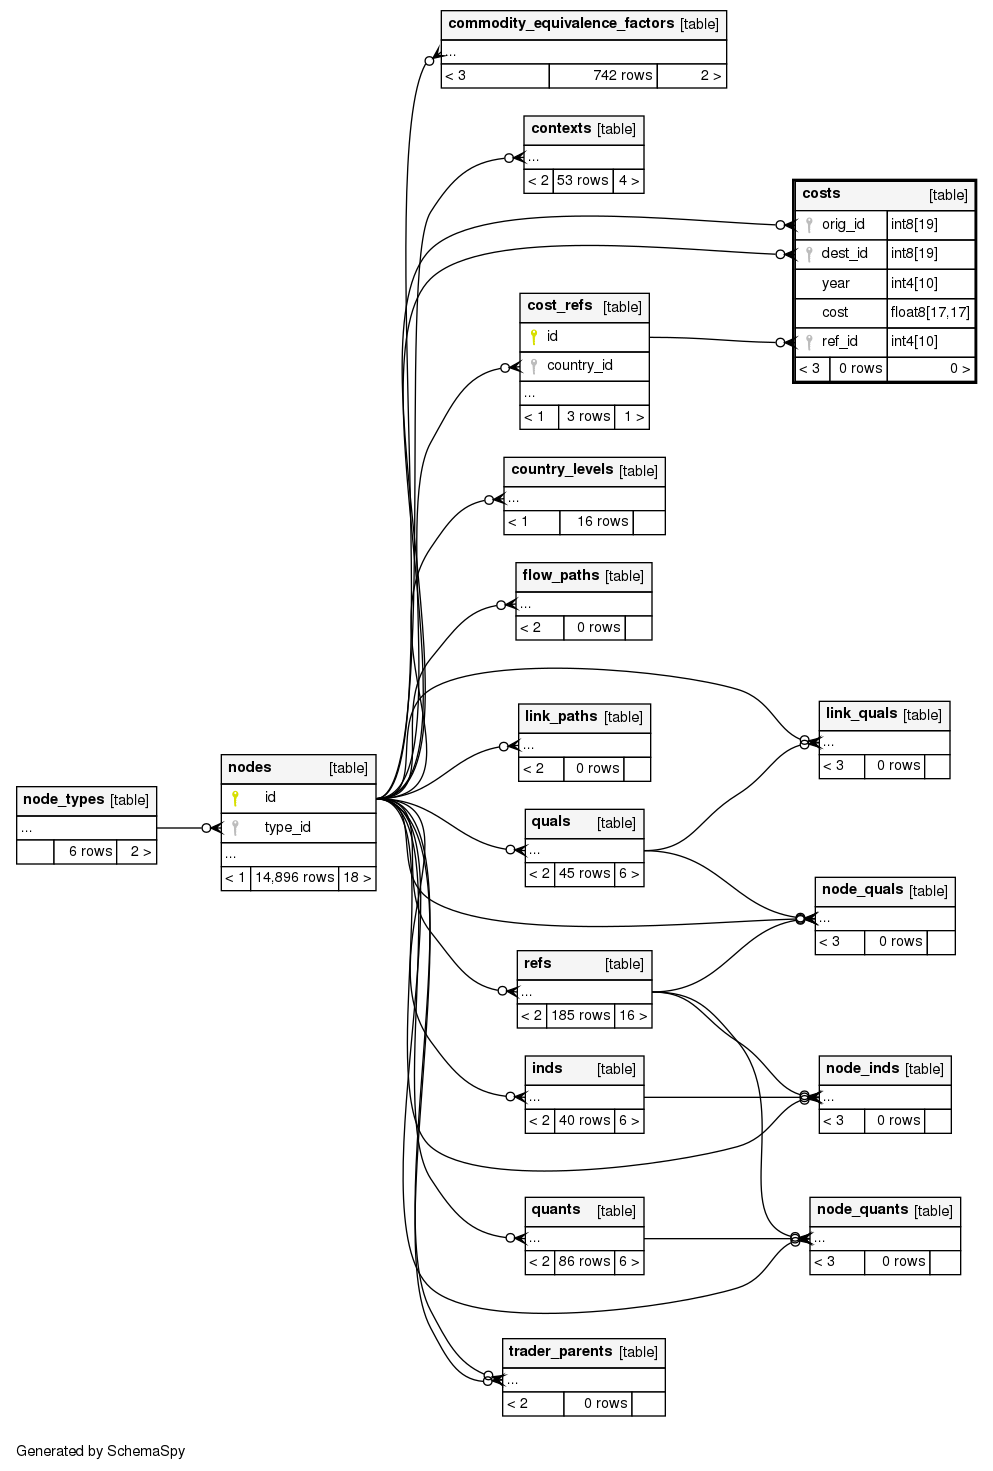 commodity_equivalence_factors [table]
...
< 3 742 rows 2 >
contexts [table]
...
< 2 53 rows 4 >
costs [table]
orig_id int8[19]
dest_id int8[19]
year int4[10]
cost float8[17,17]
ref_id int4[10]
< 3 0 rows 0 >
cost_refs [table]
id
country_id
...
< 1 3 rows 1 >
country_levels [table]
...
< 1 16 rows
flow_paths [table]
...
< 2 0 rows
link_paths [table]
...
< 2 0 rows
link_quals [table]
...
< 3 0 rows
nodes [table]
id
type_id
...
< 1 14,896 rows 18 >
node_types [table]
...
6 rows 2 >
quals [table]
...
< 2 45 rows 6 >
node_quals [table]
...
< 3 0 rows
refs [table]
...
< 2 185 rows 16 >
inds [table]
...
< 2 40 rows 6 >
node_inds [table]
...
< 3 0 rows
quants [table]
...
< 2 86 rows 6 >
node_quants [table]
...
< 3 0 rows
trader_parents [table]
...
< 2 0 rows
Generated by SchemaSpy